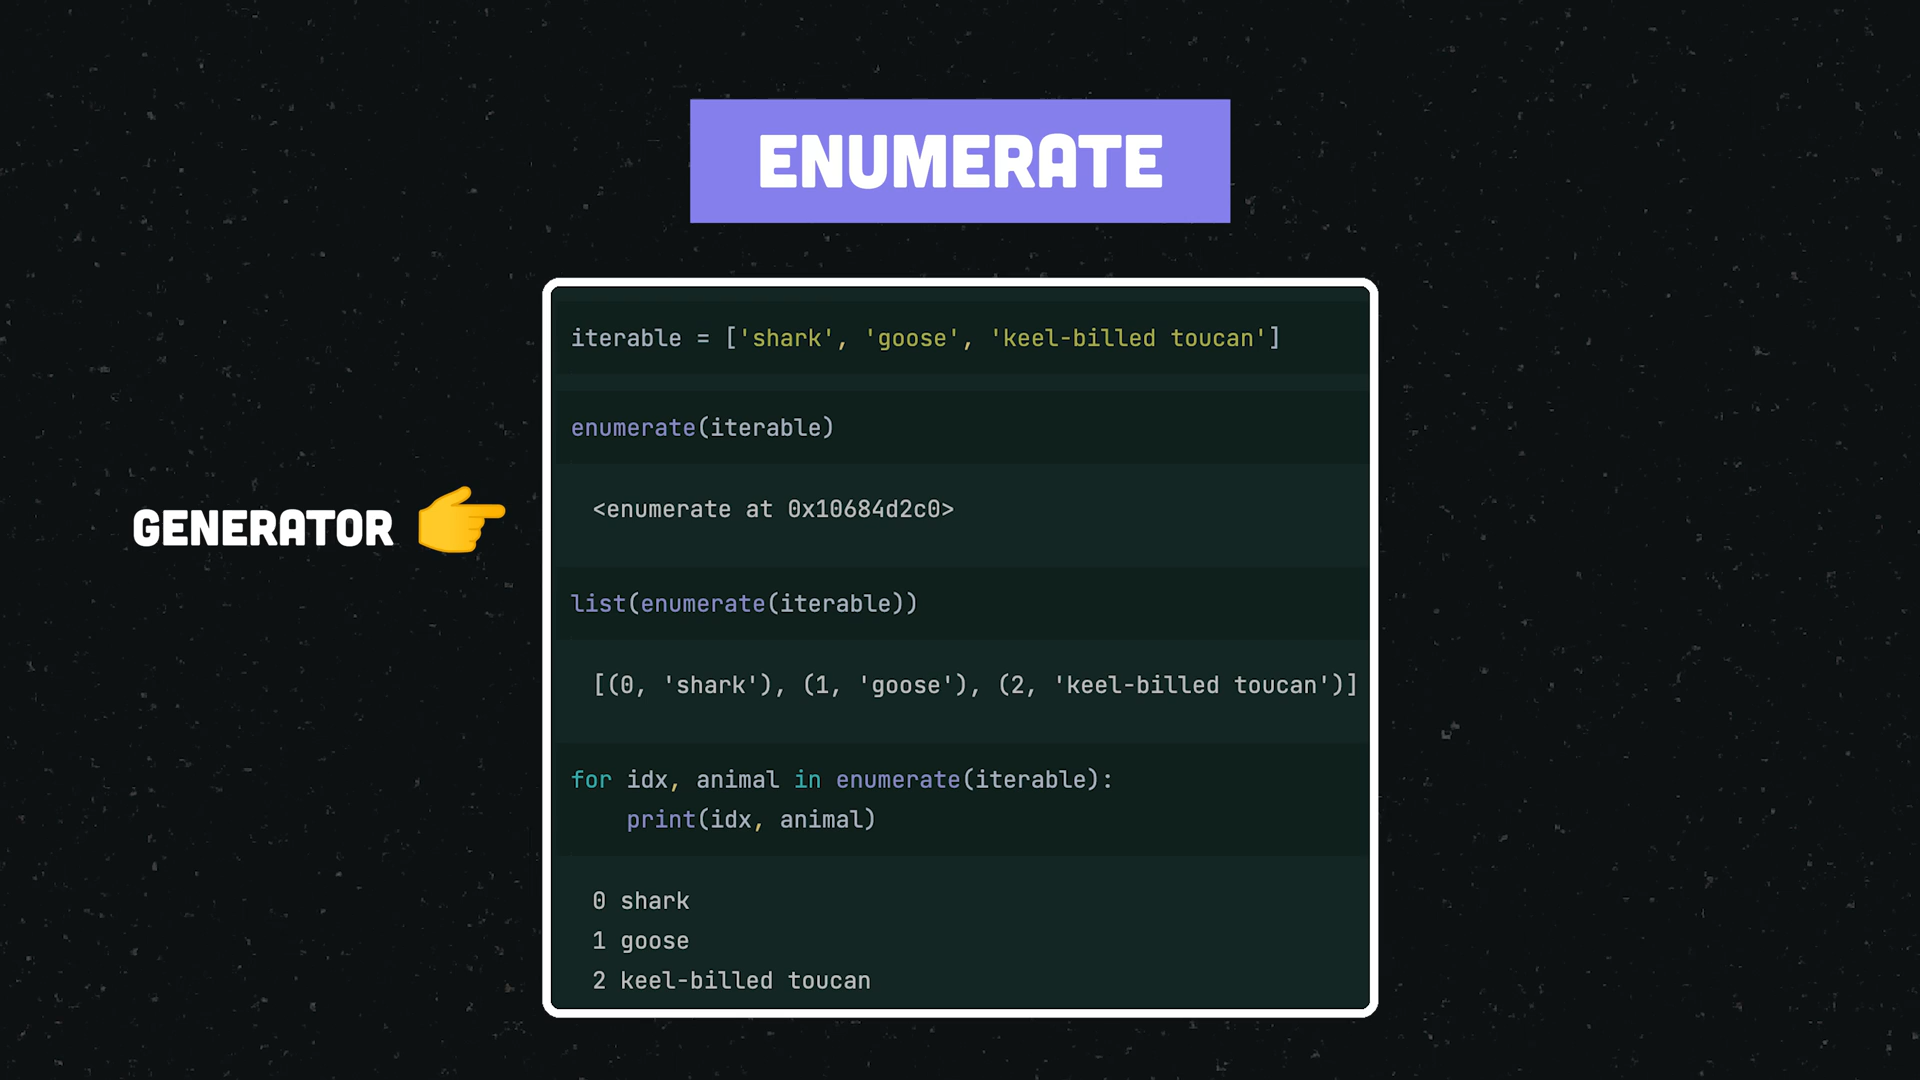 ENUMERATE
iterable = ['shark', 'goose', 'keel-billed toucan']
enumerate(iterable)
GENERATOR
<enumerate at 0x10684d2c0>
list(enumerate(iterable))
[(0, 'shark'), (1, 'goose'), (2, 'keel-billed toucan')]
for idx, animal in enumerate(iterable):
    print(idx, animal)
0 shark
1 goose
2 keel-billed toucan